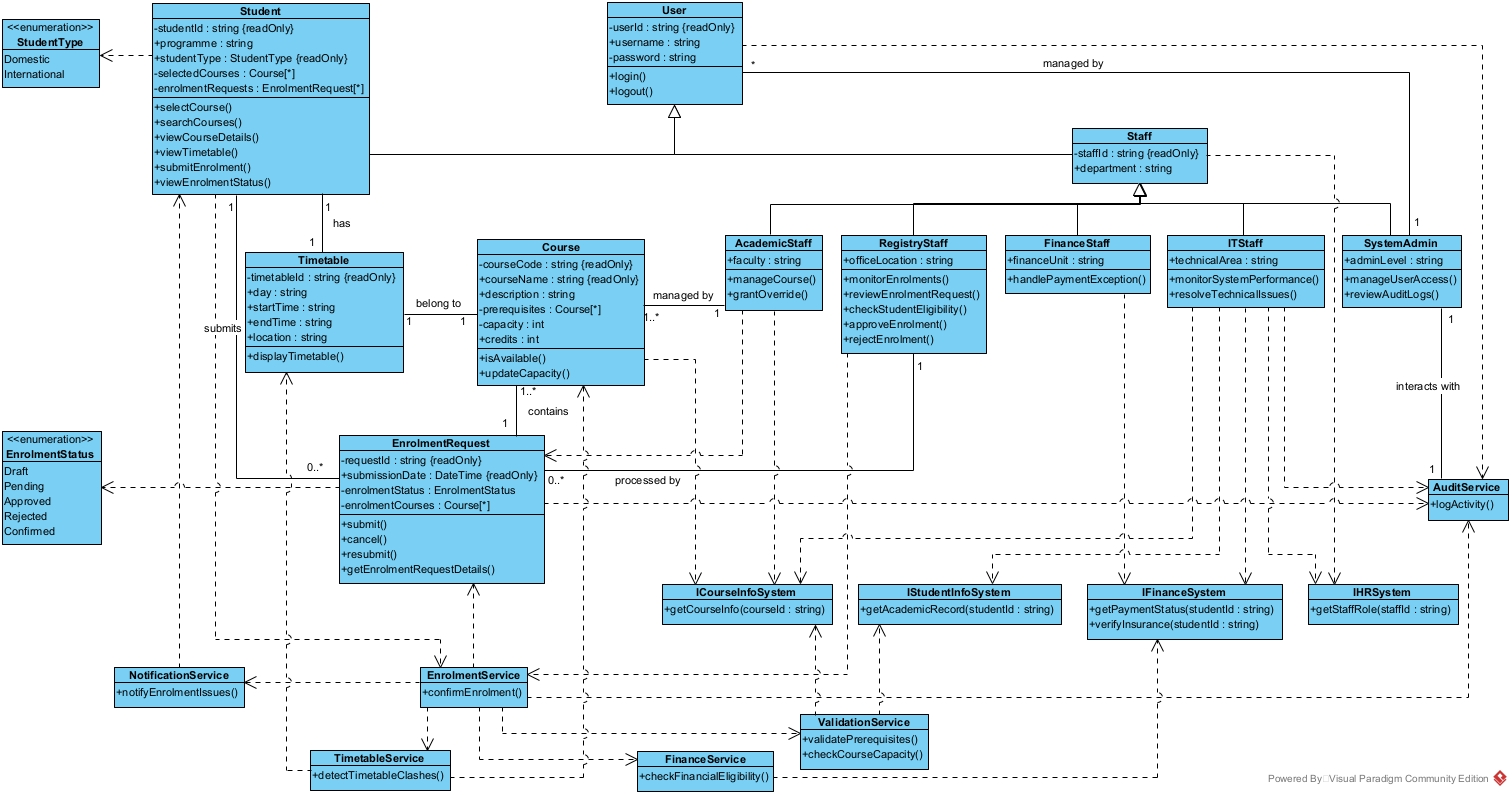 <<enumeration>>
StudentType
Domestic
International
Student
-studentId : string {readOnly}
+programme : string
+studentType : StudentType {readOnly}
-selectedCourses : Course[*]
-enrolmentRequests : EnrolmentRequest[*]
+selectCourse()
+searchCourses()
+viewCourseDetails()
+viewTimetable()
+submitEnrolment()
+viewEnrolmentStatus()
User
-userId : string {readOnly}
+username : string
-password : string
+login()
+logout()
*
managed by
1
Staff
-staffId : string {readOnly}
+department : string
1
submits
0..*
1
has
1
Timetable
-timetableId : string {readOnly}
+day : string
+startTime : string
+endTime : string
+location : string
+displayTimetable()
belong to
1
1
Course
-courseCode : string {readOnly}
+courseName : string {readOnly}
+description : string
-prerequisites : Course[*]
-capacity : int
+credits : int
+isAvailable()
+updateCapacity()
managed by
1..*
1
AcademicStaff
+faculty : string
+manageCourse()
+grantOverride()
RegistryStaff
+officeLocation : string
+monitorEnrolments()
+reviewEnrolmentRequest()
+checkStudentEligibility()
+approveEnrolment()
+rejectEnrolment()
1
FinanceStaff
+financeUnit : string
+handlePaymentException()
ITStaff
+technicalArea : string
+monitorSystemPerformance()
+resolveTechnicalIssues()
SystemAdmin
+adminLevel : string
+manageUserAccess()
+reviewAuditLogs()
1
interacts with
1
1..*
contains
1
<<enumeration>>
EnrolmentStatus
Draft
Pending
Approved
Rejected
Confirmed
EnrolmentRequest
-requestId : string {readOnly}
+submissionDate : DateTime {readOnly}
-enrolmentStatus : EnrolmentStatus
-enrolmentCourses : Course[*]
+submit()
+cancel()
+resubmit()
+getEnrolmentRequestDetails()
0..*
processed by
AuditService
+logActivity()
ICourseInfoSystem
+getCourseInfo(courseId : string)
IStudentInfoSystem
+getAcademicRecord(studentId : string)
IFinanceSystem
+getPaymentStatus(studentId : string)
+verifyInsurance(studentId : string)
IHRSystem
+getStaffRole(staffId : string)
NotificationService
+notifyEnrolmentIssues()
EnrolmentService
+confirmEnrolment()
ValidationService
+validatePrerequisites()
+checkCourseCapacity()
TimetableService
+detectTimetableClashes()
FinanceService
+checkFinancialEligibility()
Powered By Visual Paradigm Community Edition